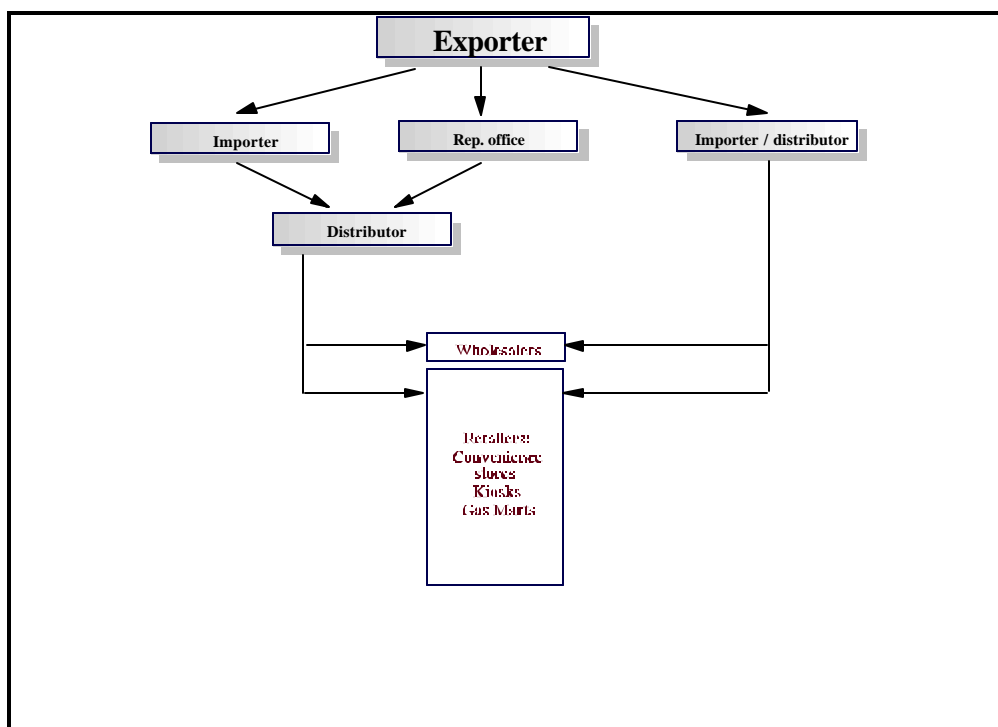 Exporter
Importer
Rep. office
Importer / distributor
Distributor
Wholesalers
Retailers:
Convenience
stores
Kiosks
Gas Marts